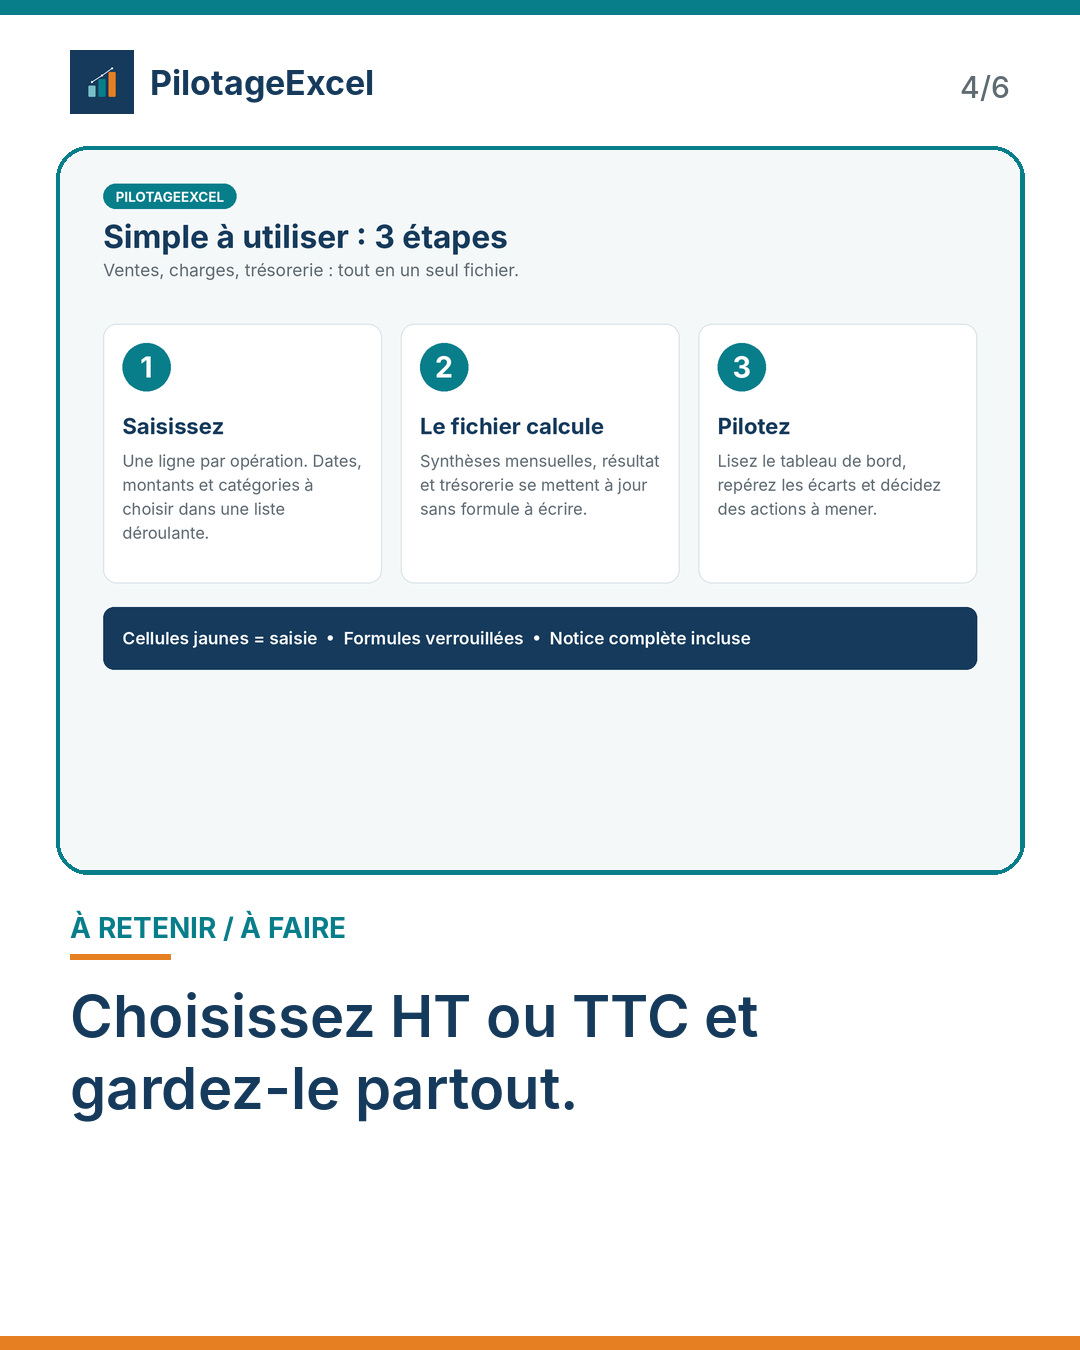 PilotageExcel
4/6
PILOTAGEEXCEL
Simple à utiliser : 3 étapes
Ventes, charges, trésorerie : tout en un seul fichier.
1
Saisissez
Une ligne par opération. Dates,
montants et catégories à
choisir dans une liste
déroulante.
2
Le fichier calcule
Synthèses mensuelles, résultat
et trésorerie se mettent à jour
sans formule à écrire.
3
Pilotez
Lisez le tableau de bord,
repérez les écarts et décidez
des actions à mener.
Cellules jaunes = saisie • Formules verrouillées • Notice complète incluse
À RETENIR / À FAIRE
Choisissez HT ou TTC et
gardez-le partout.